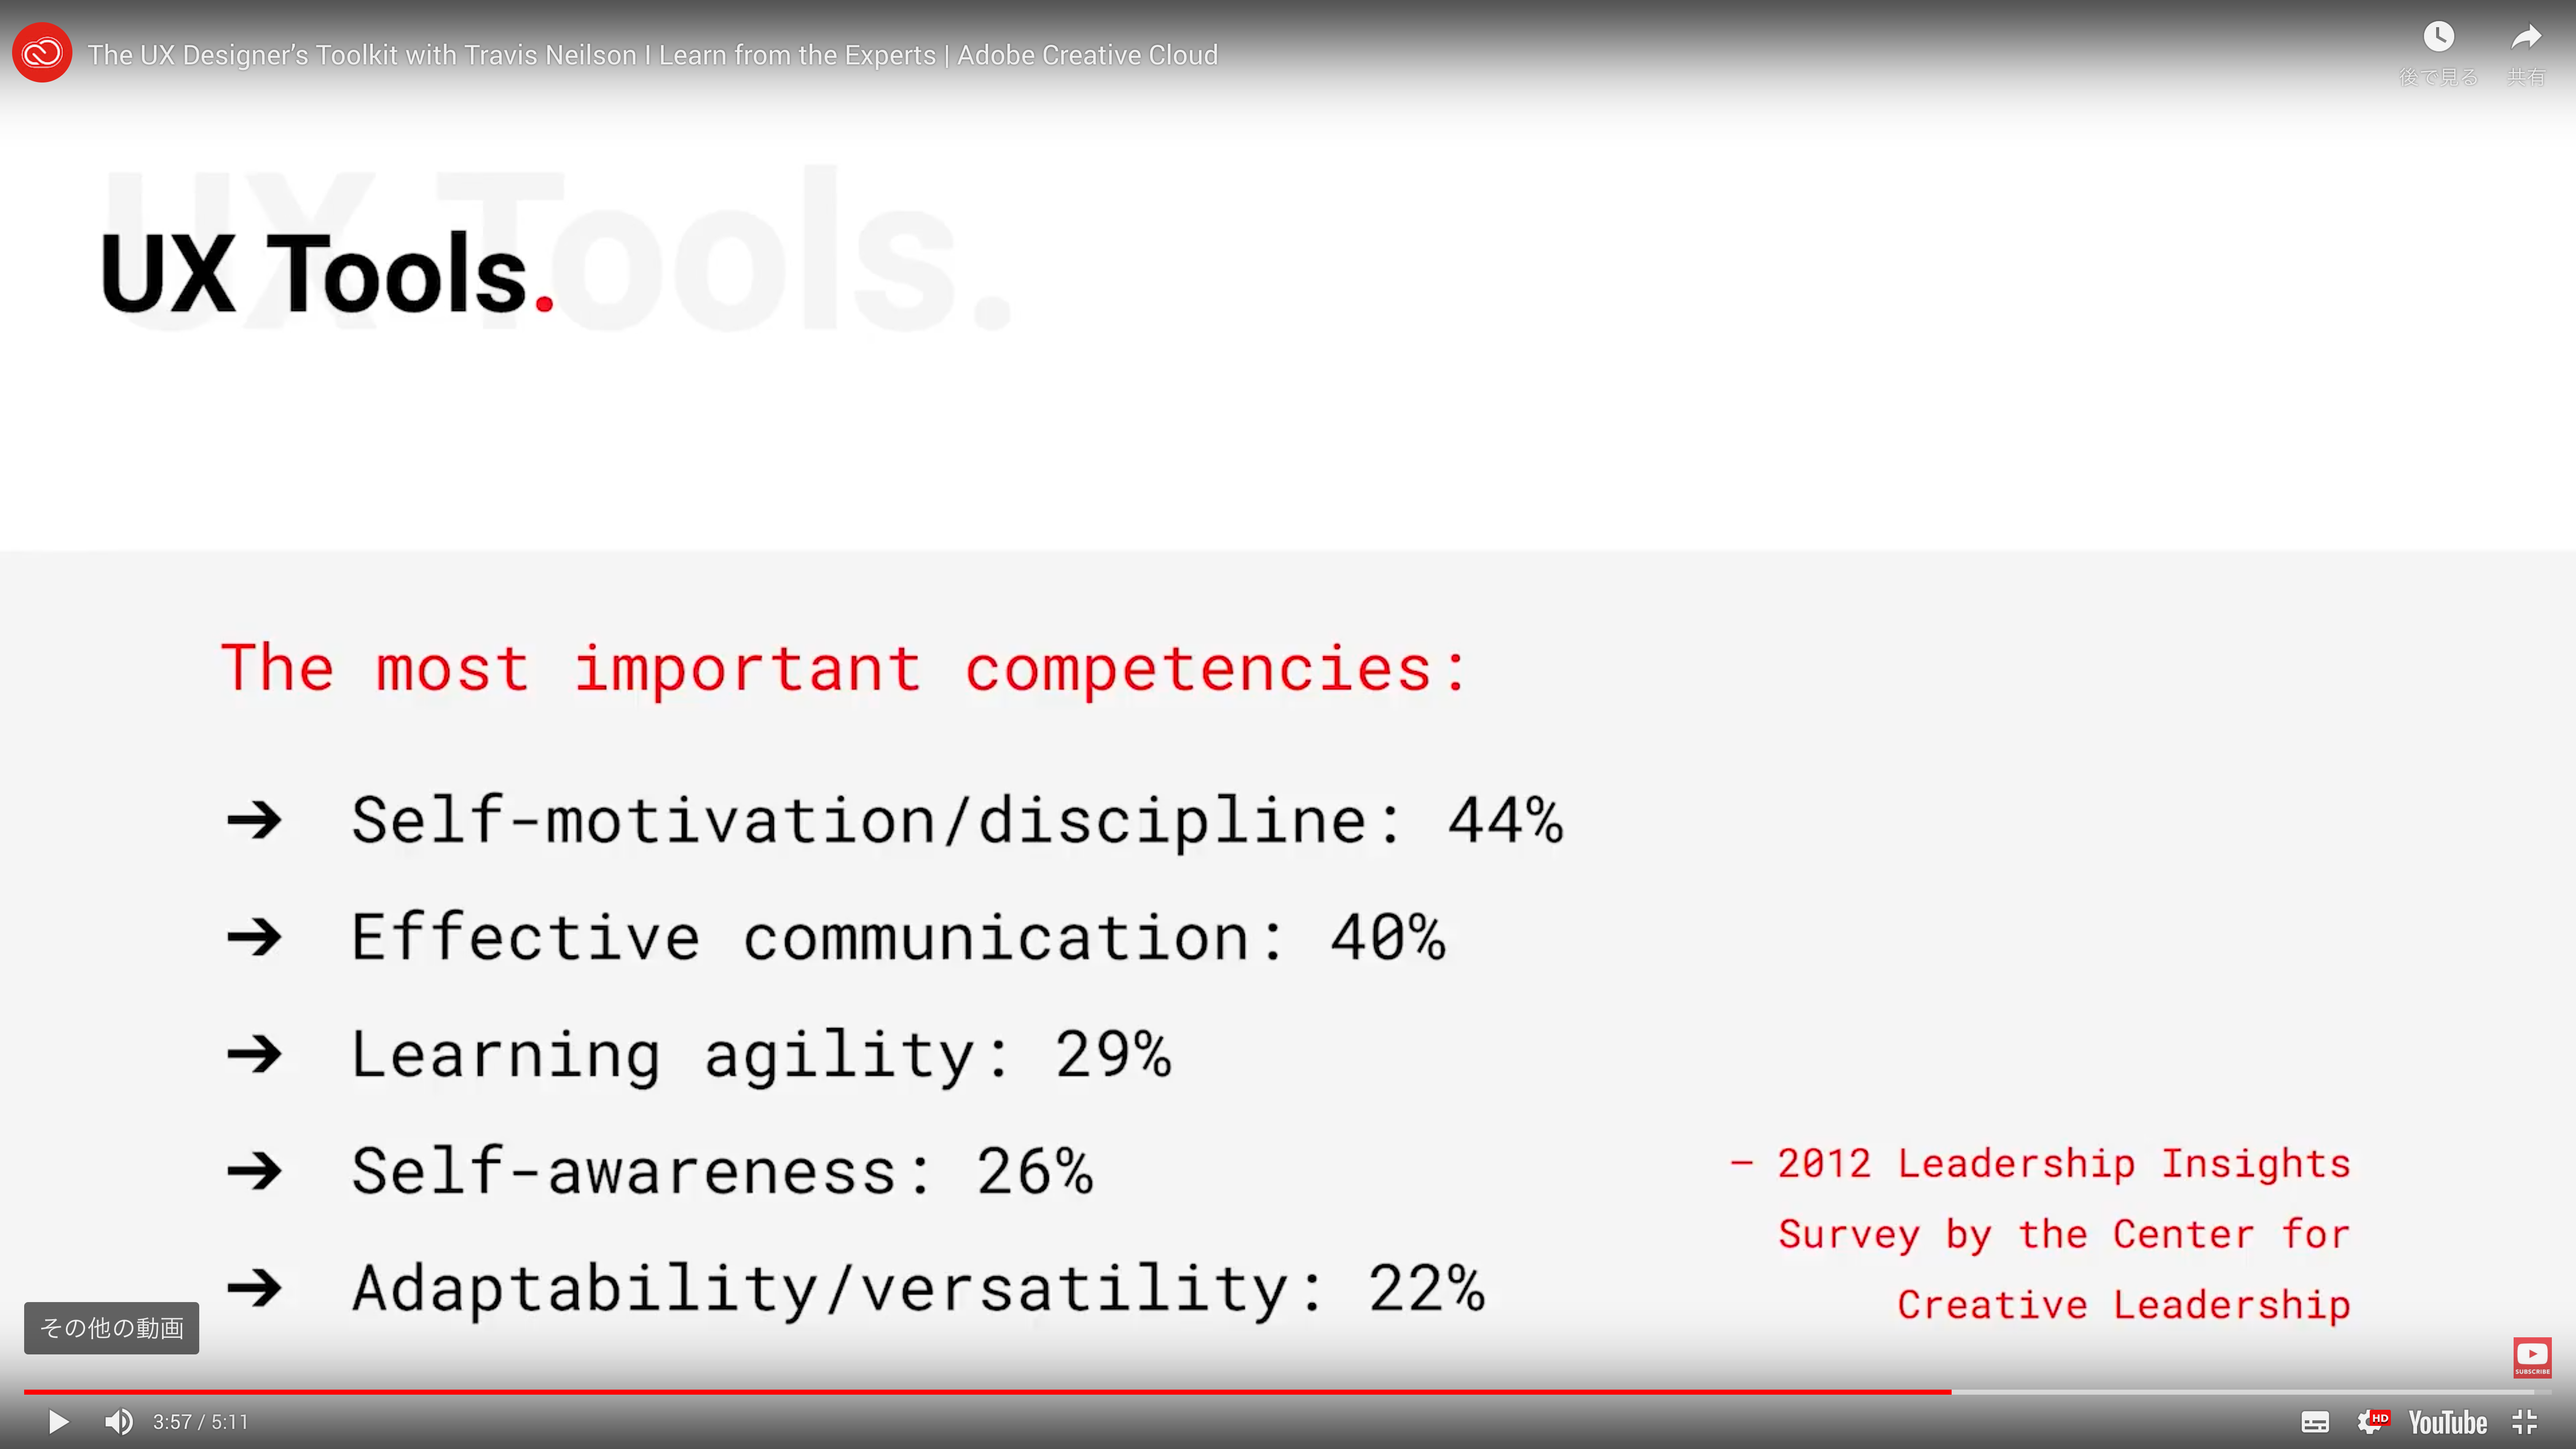 The UX Designer's Toolkit with Travis Neilson I Learn from the Experts | Adobe Creative Cloud
後で見る
共有
UX Tools.
UX Tools.
The most important competencies:
➔ Self-motivation/discipline: 44%
➔ Effective communication: 40%
➔ Learning agility: 29%
➔ Self-awareness: 26%
➔ Adaptability/versatility: 22%
– 2012 Leadership Insights
Survey by the Center for
Creative Leadership
その他の動画
SUBSCRIBE
3:57 / 5:11
HD
YouTube